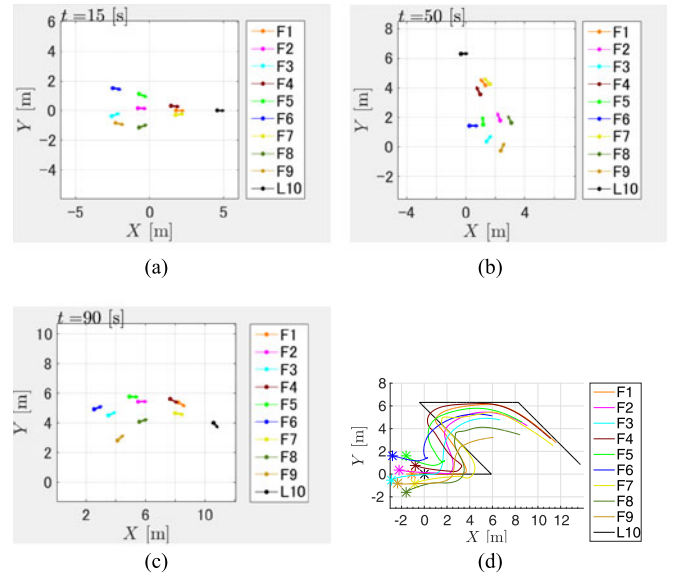 t =15 [s]
6
4
2
0
-2
-4
-5
0
5
X [m]
Y [m]
F1
F2
F3
F4
F5
F6
F7
F8
F9
L10
(a)
t =50 [s]
8
6
4
2
0
-2
-4
0
4
X [m]
Y [m]
F1
F2
F3
F4
F5
F6
F7
F8
F9
L10
(b)
t =90 [s]
10
8
6
4
2
0
2
4
6
8
10
X [m]
Y [m]
F1
F2
F3
F4
F5
F6
F7
F8
F9
L10
(c)
8
6
4
2
0
-2
-2 0 2 4 6 8 10 12 14
X [m]
Y [m]
F1
F2
F3
F4
F5
F6
F7
F8
F9
L10
(d)